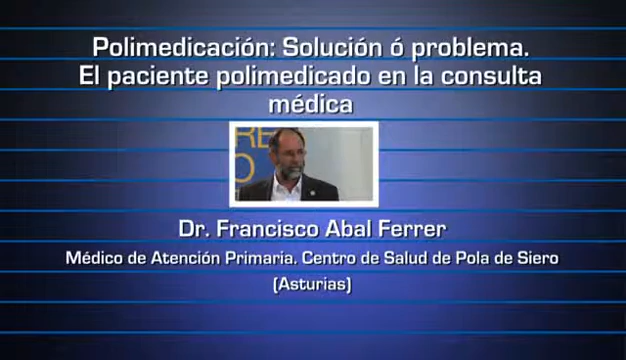 Polimedicación: Solución ó problema.
El paciente polimedicado en la consulta
médica
RE
O
Dr. Francisco Abal Ferrer
Médico de Atención Primaria. Centro de Salud de Pola de Siero
(Asturias)